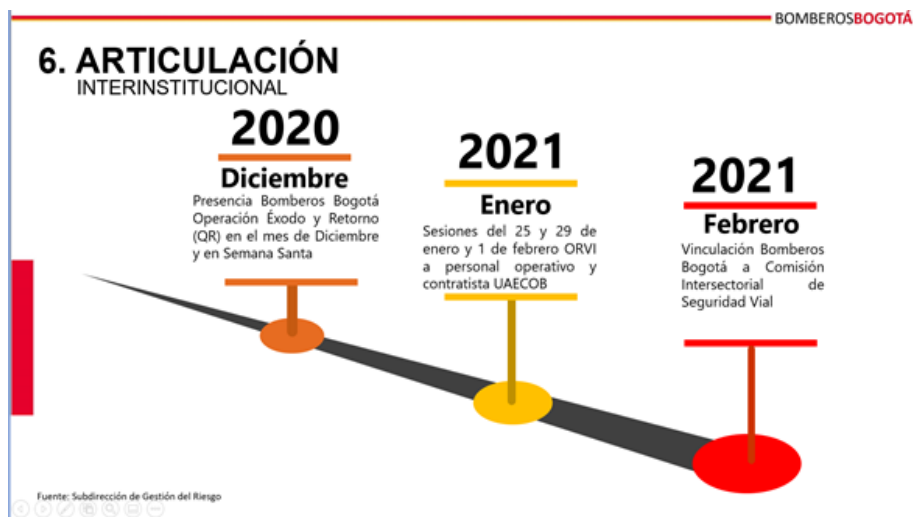 BOMBEROSBOGOTÁ
6. ARTICULACIÓN
INTERINSTITUCIONAL
2020
Diciembre
Presencia Bomberos Bogotá
Operación Éxodo y Retorno
(QR) en el mes de Diciembre
y en Semana Santa
2021
Enero
Sesiones del 25 y 29 de
enero y 1 de febrero ORVI
a personal operativo y
contratista UAECOB
2021
Febrero
Vinculación Bomberos
Bogotá a Comisión
Intersectorial de
Seguridad Vial
Fuente: Subdirección de Gestión del Riesgo